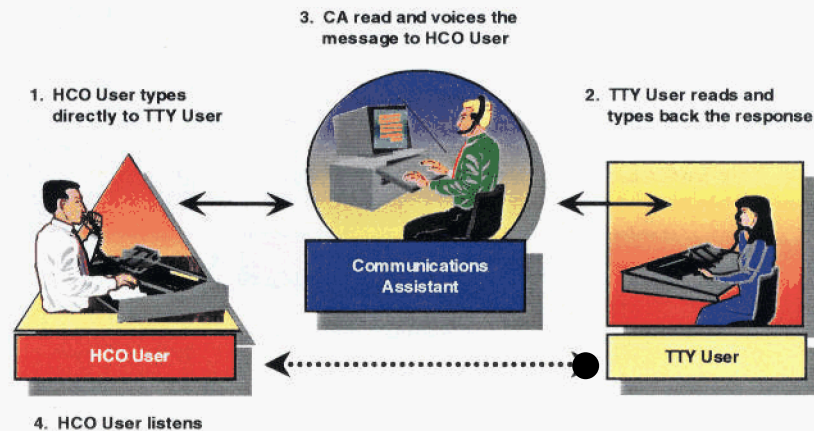 3. CA read and voices the
message to HCO User
1. HCO User types
directly to TTY User
2. TTY User reads and
types back the response
Communications
Assistant
HCO User
TTY User
4. HCO User listens